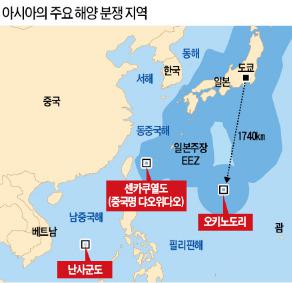 아시아의 주요 해양 분쟁 지역
동해
도쿄
한국
서해
일본
중국
동중국해
일본주장
EEZ
1740㎞
센카쿠열도
(중국명 댜오위다오)
오키노도리
남중국해
괌
베트남
필리핀해
난사군도